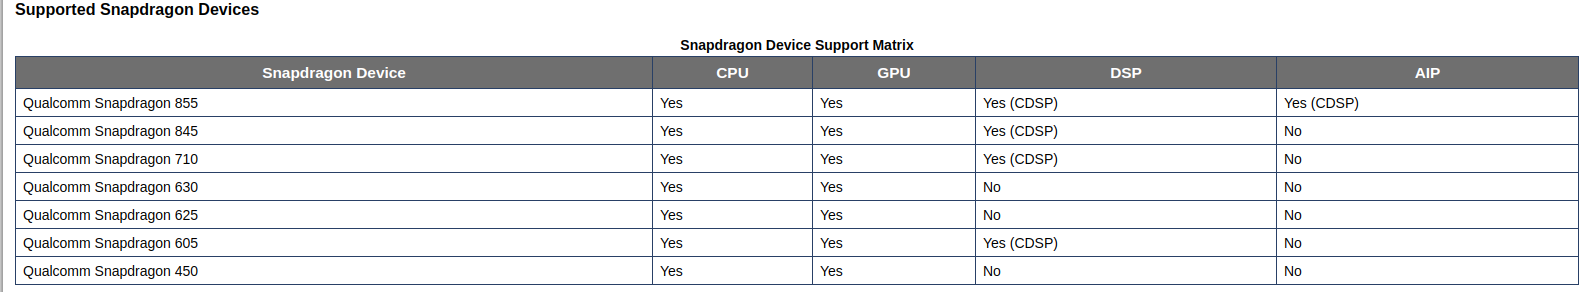 Supported Snapdragon Devices
Snapdragon Device Support Matrix
Snapdragon Device CPU GPU DSP AIP
Qualcomm Snapdragon 855 Yes Yes Yes (CDSP) Yes (CDSP)
Qualcomm Snapdragon 845 Yes Yes Yes (CDSP) No
Qualcomm Snapdragon 710 Yes Yes Yes (CDSP) No
Qualcomm Snapdragon 630 Yes Yes No No
Qualcomm Snapdragon 625 Yes Yes No No
Qualcomm Snapdragon 605 Yes Yes Yes (CDSP) No
Qualcomm Snapdragon 450 Yes Yes No No